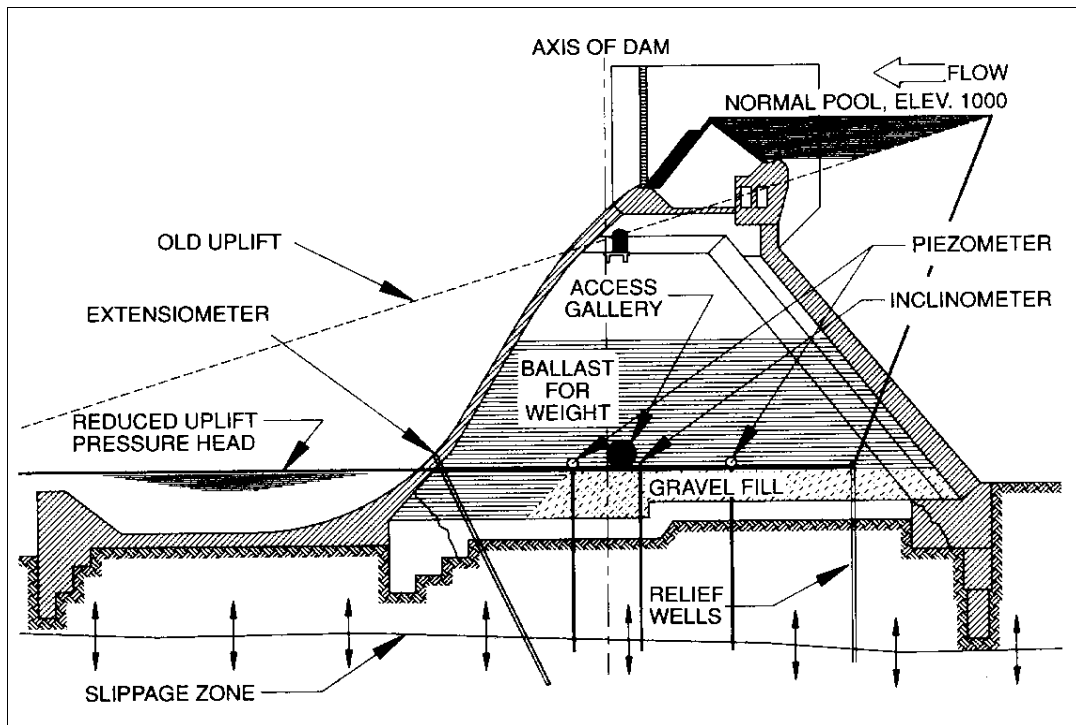 AXIS OF DAM
FLOW
NORMAL POOL, ELEV. 1000
OLD UPLIFT
PIEZOMETER
EXTENSIOMETER
ACCESS
GALLERY
INCLINOMETER
BALLAST
FOR
WEIGHT
REDUCED UPLIFT
PRESSURE HEAD
GRAVEL FILL
RELIEF
WELLS
SLIPPAGE ZONE